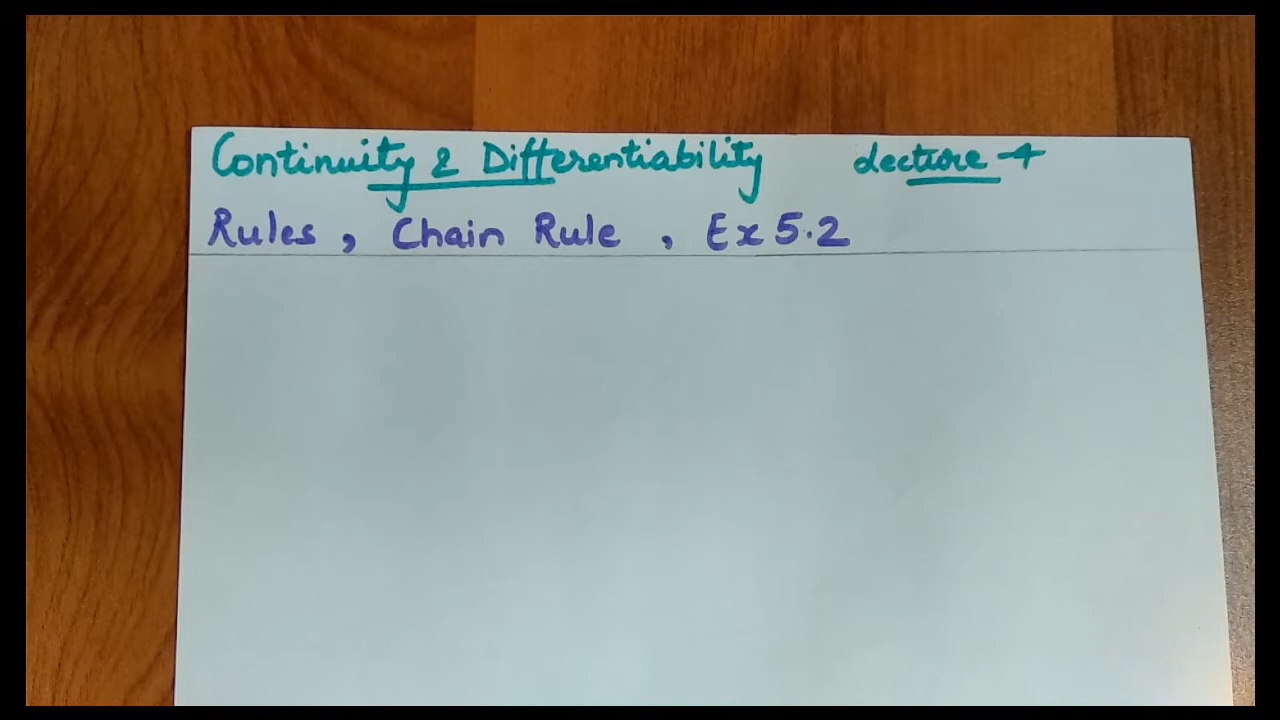 Continuity & Differentiability Lecture-4
Rules, Chain Rule, Ex 5.2